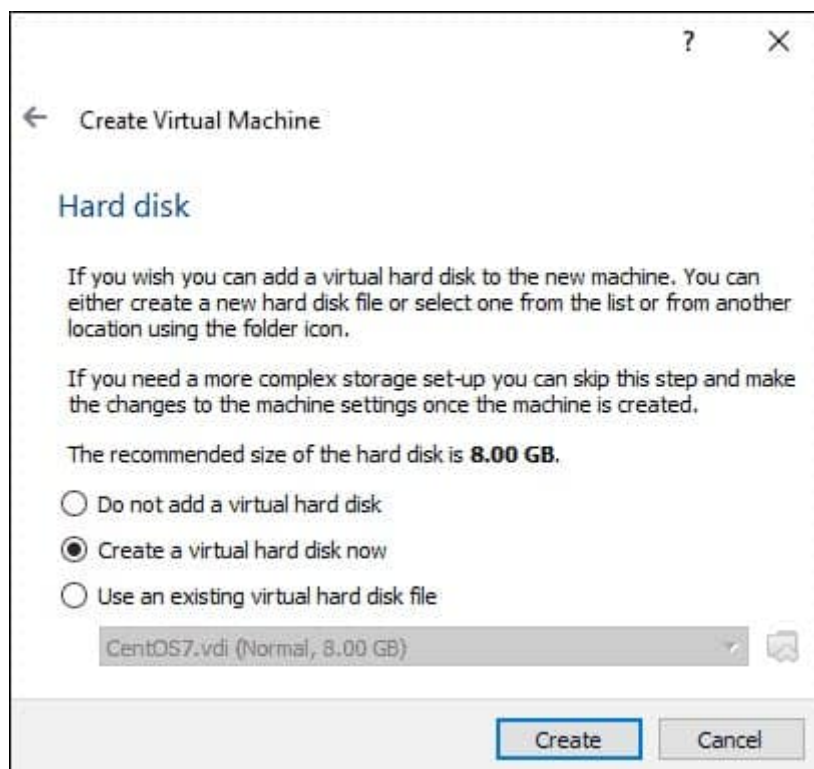 ?
Create Virtual Machine
Hard disk
If you wish you can add a virtual hard disk to the new machine. You can
either create a new hard disk file or select one from the list or from another
location using the folder icon.
If you need a more complex storage set-up you can skip this step and make
the changes to the machine settings once the machine is created.
The recommended size of the hard disk is 8.00 GB.
Do not add a virtual hard disk
Create a virtual hard disk now
Use an existing virtual hard disk file
CentOS7.vdi (Normal, 8.00 GB)
Create Cancel